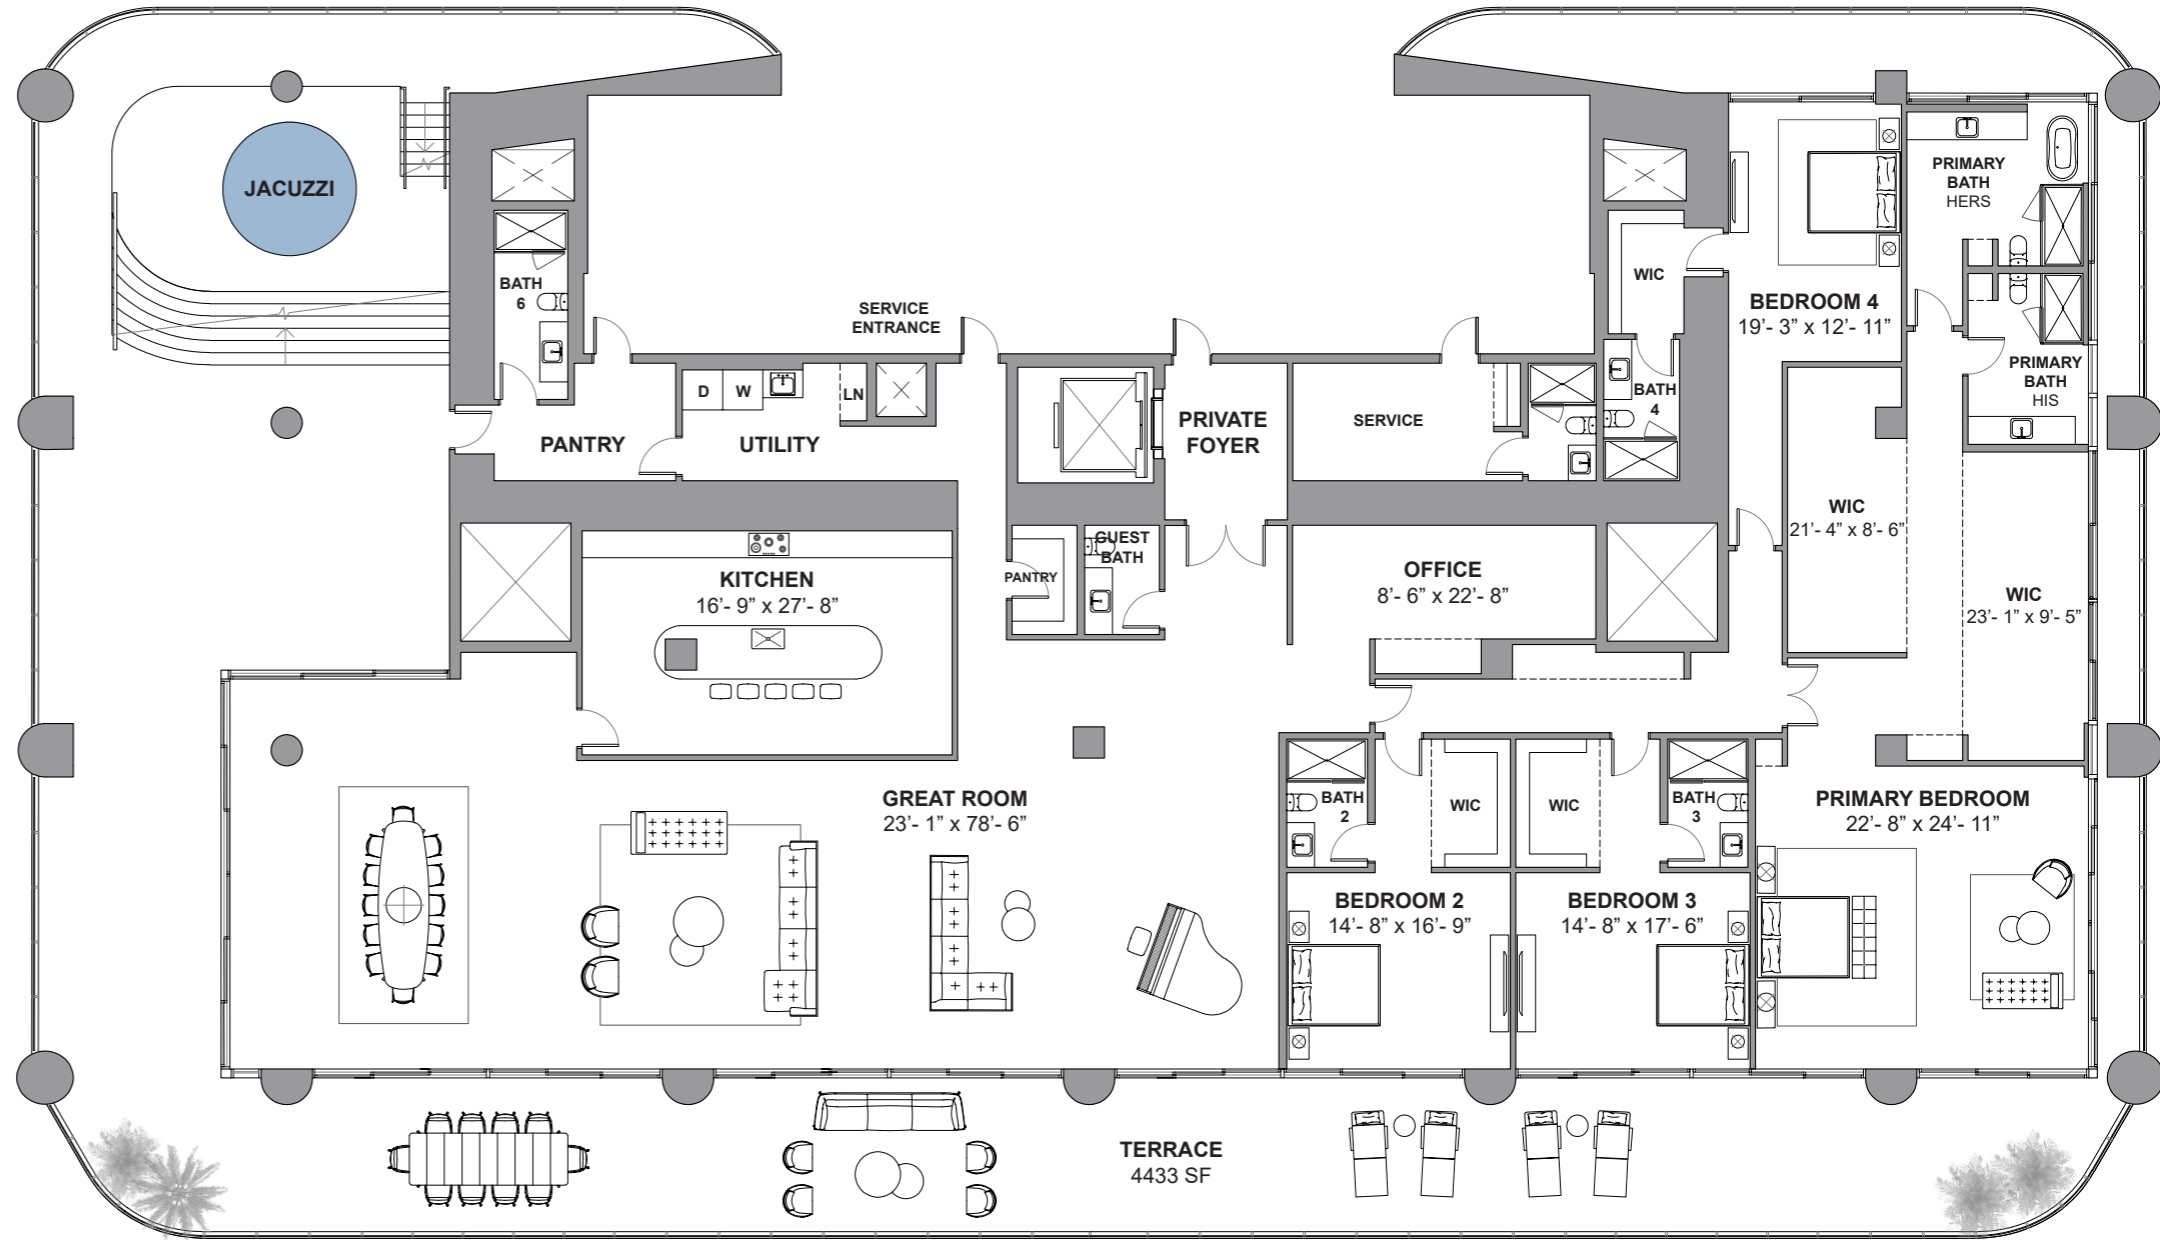 JACUZZI
BATH
6
SERVICE
ENTRANCE
PANTRY
D
W
UTILITY
LN
PRIVATE
FOYER
SERVICE
BATH
4
WIC
BEDROOM 4
19’- 3” x 12’- 11”
PRIMARY
BATH
HERS
PRIMARY
BATH
HIS
WIC
21’- 4” x 8’- 6”
WIC
23’- 1” x 9’- 5”
KITCHEN
16’- 9” x 27’- 8”
PANTRY
GUEST
BATH
OFFICE
8’- 6” x 22’- 8”
GREAT ROOM
23’- 1” x 78’- 6”
BATH
2
WIC
WIC
BATH
3
PRIMARY BEDROOM
22’- 8” x 24’- 11”
BEDROOM 2
14’- 8” x 16’- 9”
BEDROOM 3
14’- 8” x 17’- 6”
TERRACE
4433 SF